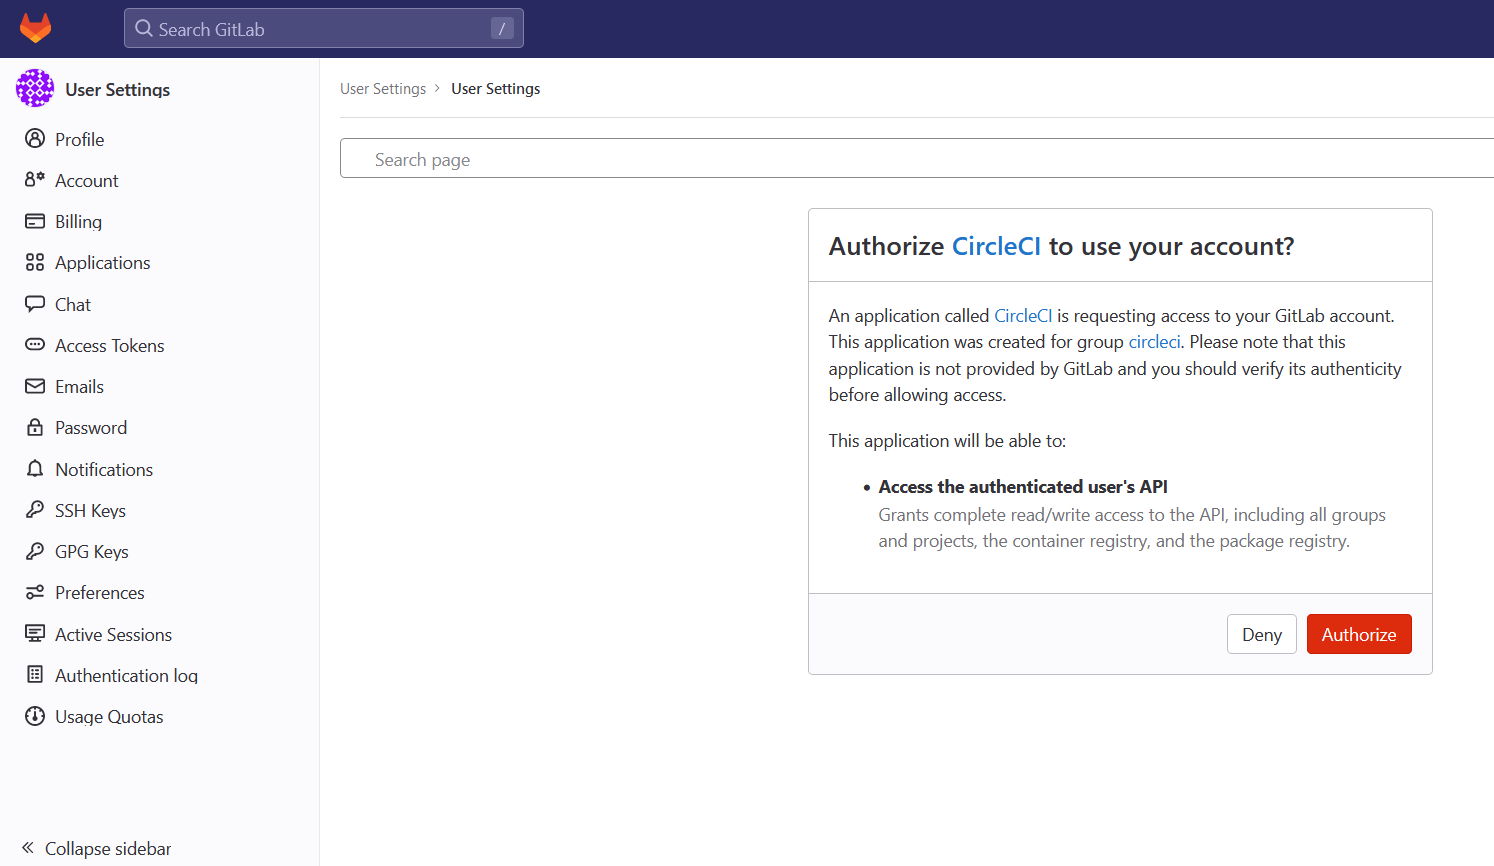 Search GitLab
/
User Settings
Profile
Account
Billing
Applications
Chat
Access Tokens
Emails
Password
Notifications
SSH Keys
GPG Keys
Preferences
Active Sessions
Authentication log
Usage Quotas
Collapse sidebar
User Settings > User Settings
Search page
Authorize CircleCI to use your account?
An application called CircleCI is requesting access to your GitLab account.
This application was created for group circleci. Please note that this
application is not provided by GitLab and you should verify its authenticity
before allowing access.
This application will be able to:
• Access the authenticated user's API
Grants complete read/write access to the API, including all groups
and projects, the container registry, and the package registry.
Deny
Authorize